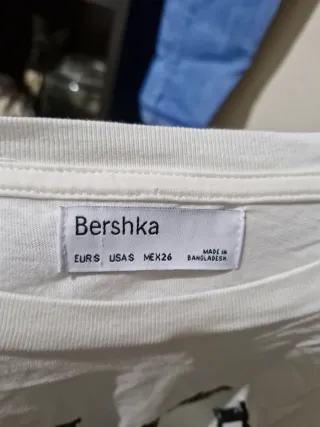 Bershka
EUR S USA S MEX 26 MADE IN
BANGLADESH